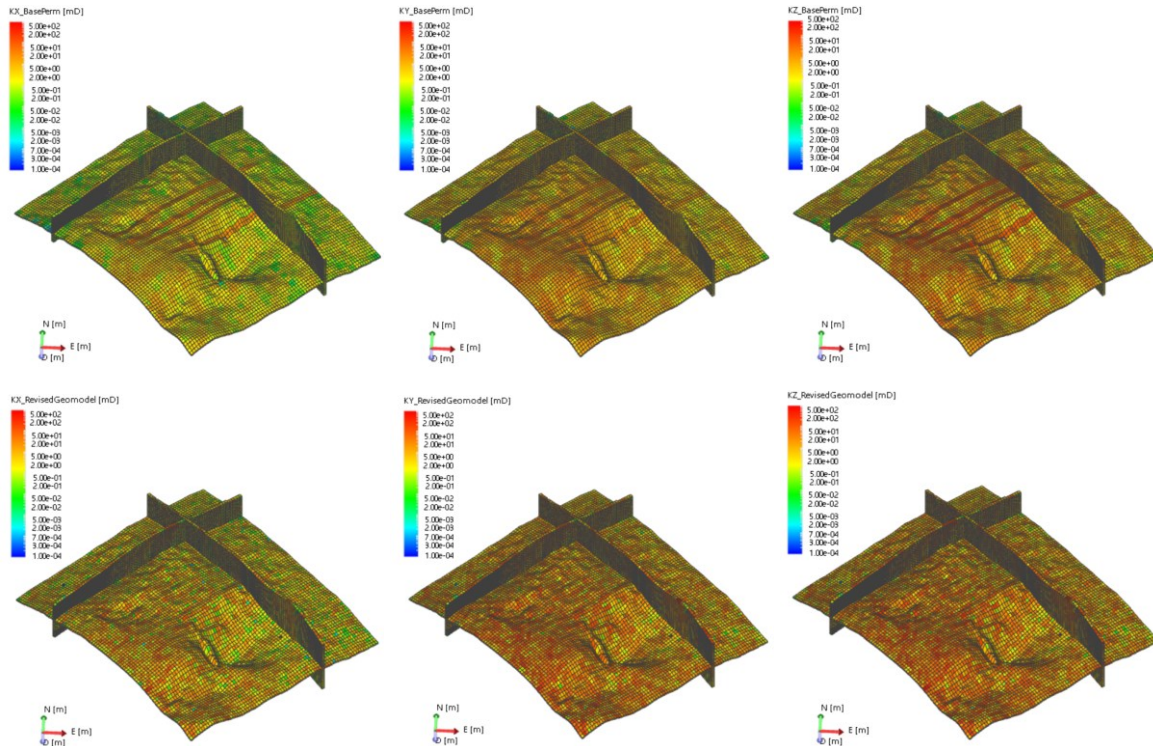 KX_BasePerm [mD]
5.00e+02
2.00e+02
5.00e+01
2.00e+01
5.00e+00
2.00e+00
5.00e-01
2.00e-01
5.00e-02
2.00e-02
5.00e-03
2.00e-03
7.00e-04
3.00e-04
1.00e-04
N [m]
E [m]
D [m]
KY_BasePerm [mD]
5.00e+02
2.00e+02
5.00e+01
2.00e+01
5.00e+00
2.00e+00
5.00e-01
2.00e-01
5.00e-02
2.00e-02
5.00e-03
2.00e-03
7.00e-04
3.00e-04
1.00e-04
N [m]
E [m]
D [m]
KZ_BasePerm [mD]
5.00e+02
2.00e+02
5.00e+01
2.00e+01
5.00e+00
2.00e+00
5.00e-01
2.00e-01
5.00e-02
2.00e-02
5.00e-03
2.00e-03
7.00e-04
3.00e-04
1.00e-04
N [m]
E [m]
D [m]
KX_RevisedGeomodel [mD]
5.00e+02
2.00e+02
5.00e+01
2.00e+01
5.00e+00
2.00e+00
5.00e-01
2.00e-01
5.00e-02
2.00e-02
5.00e-03
2.00e-03
7.00e-04
3.00e-04
1.00e-04
N [m]
E [m]
D [m]
KY_RevisedGeomodel [mD]
5.00e+02
2.00e+02
5.00e+01
2.00e+01
5.00e+00
2.00e+00
5.00e-01
2.00e-01
5.00e-02
2.00e-02
5.00e-03
2.00e-03
7.00e-04
3.00e-04
1.00e-04
N [m]
E [m]
D [m]
KZ_RevisedGeomodel [mD]
5.00e+02
2.00e+02
5.00e+01
2.00e+01
5.00e+00
2.00e+00
5.00e-01
2.00e-01
5.00e-02
2.00e-02
5.00e-03
2.00e-03
7.00e-04
3.00e-04
1.00e-04
N [m]
E [m]
D [m]